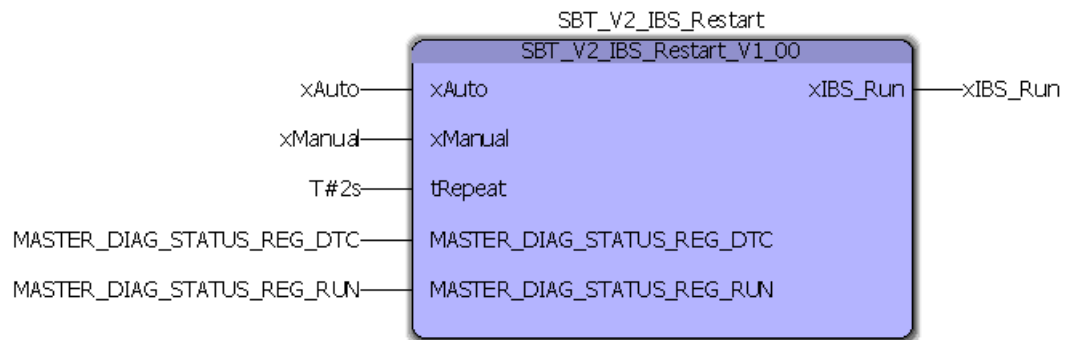 SBT_V2_IBS_Restart
SBT_V2_IBS_Restart_V1_00
xAuto xAuto xIBS_Run xIBS_Run
xManual xManual
T#2s tRepeat
MASTER_DIAG_STATUS_REG_DTC MASTER_DIAG_STATUS_REG_DTC
MASTER_DIAG_STATUS_REG_RUN MASTER_DIAG_STATUS_REG_RUN